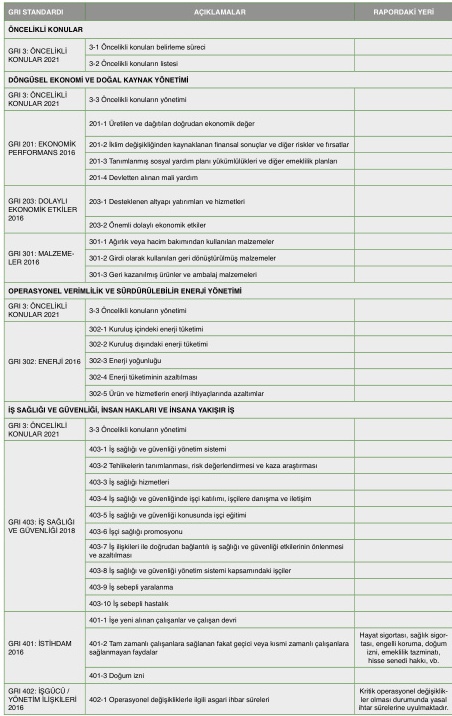 GRI STANDARDI AÇIKLAMALAR RAPORDAKİ YERİ
ÖNCELİKLİ KONULAR
GRI 3: ÖNCELİKLİ
KONULAR 2021
3-1 Öncelikli konuları belirleme süreci
3-2 Öncelikli konuların listesi
DÖNGÜSEL EKONOMİ VE DOĞAL KAYNAK YÖNETİMİ
GRI 3: ÖNCELİKLİ
KONULAR 2021
3-3 Öncelikli konuların yönetimi
GRI 201: EKONOMİK
PERFORMANS 2016
201-1 Üretilen ve dağıtılan doğrudan ekonomik değer
201-2 İklim değişikliğinden kaynaklanan finansal sonuçlar ve diğer riskler ve fırsatlar
201-3 Tanımlanmış sosyal yardım planı yükümlülükleri ve diğer emeklilik planları
201-4 Devletten alınan mali yardım
GRI 203: DOLAYLI
EKONOMİK ETKİLER
2016
203-1 Desteklenen altyapı yatırımları ve hizmetleri
203-2 Önemli dolaylı ekonomik etkiler
GRI 301: MALZEME-
LER 2016
301-1 Ağırlık veya hacim bakımından kullanılan malzemeler
301-2 Girdi olarak kullanılan geri dönüştürülmüş malzemeler
301-3 Geri kazanılmış ürünler ve ambalaj malzemeleri
OPERASYONEL VERİMLİLİK VE SÜRDÜRÜLEBİLİR ENERJİ YÖNETİMİ
GRI 3: ÖNCELİKLİ
KONULAR 2021
3-3 Öncelikli konuların yönetimi
GRI 302: ENERJİ 2016
302-1 Kuruluş içindeki enerji tüketimi
302-2 Kuruluş dışındaki enerji tüketimi
302-3 Enerji yoğunluğu
302-4 Enerji tüketiminin azaltılması
302-5 Ürün ve hizmetlerin enerji ihtiyaçlarında azaltımlar
İŞ SAĞLIĞI VE GÜVENLİĞİ, İNSAN HAKLARI VE İNSANA YAKIŞIR İŞ
GRI 3: ÖNCELİKLİ
KONULAR 2021
3-3 Öncelikli konuların yönetimi
GRI 403: İŞ SAĞLIĞI
VE GÜVENLİĞİ 2018
403-1 İş sağlığı ve güvenliği yönetim sistemi
403-2 Tehlikelerin tanımlanması, risk değerlendirmesi ve kaza araştırması
403-3 İş sağlığı hizmetleri
403-4 İş sağlığı ve güvenliğinde işçi katılımı, işçilere danışma ve iletişim
403-5 İş sağlığı ve güvenliği konusunda işçi eğitimi
403-6 İşçi sağlığı promosyonu
403-7 İş ilişkileri ile doğrudan bağlantılı iş sağlığı ve güvenliği etkilerinin önlenmesi
ve azaltılması
403-8 İş sağlığı ve güvenliği yönetim sistemi kapsamındaki işçiler
403-9 İş sebepli yaralanma
403-10 İş sebepli hastalık
GRI 401: İSTİHDAM
2016
401-1 İşe yeni alınan çalışanlar ve çalışan devri
401-2 Tam zamanlı çalışanlara sağlanan fakat geçici veya kısmi zamanlı çalışanlara
sağlanmayan faydalar
Hayat sigortası, sağlık sigor-
tası, engelli koruma, doğum
izni, emeklilik tazminatı,
hisse senedi hakkı, vb.
401-3 Doğum izni
GRI 402: İŞGÜCÜ /
YÖNETİM İLİŞKİLERİ
2016
402-1 Operasyonel değişikliklerle ilgili asgari ihbar süreleri
Kritik operasyonel değişiklik-
ler olması durumunda yasal
ihtar sürelerine uyulmaktadır.